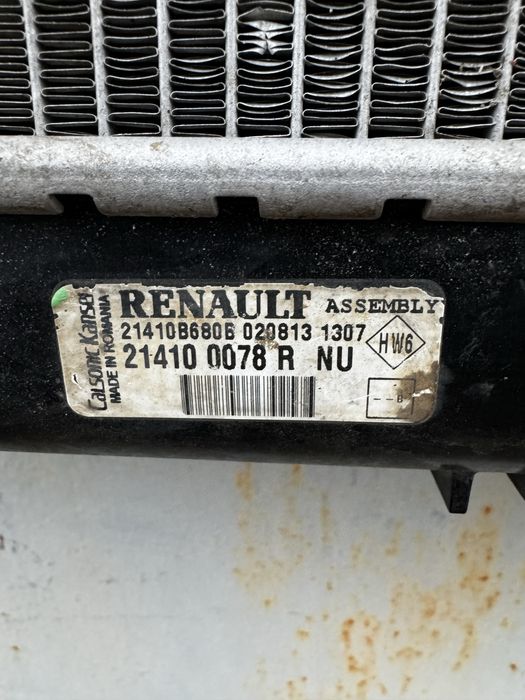 RENAULT ASSEMBLY
21410B680B 020813 1307
21410 0078 R NU
HW6
--B
Calsonic Kansei
MADE IN ROMANIA